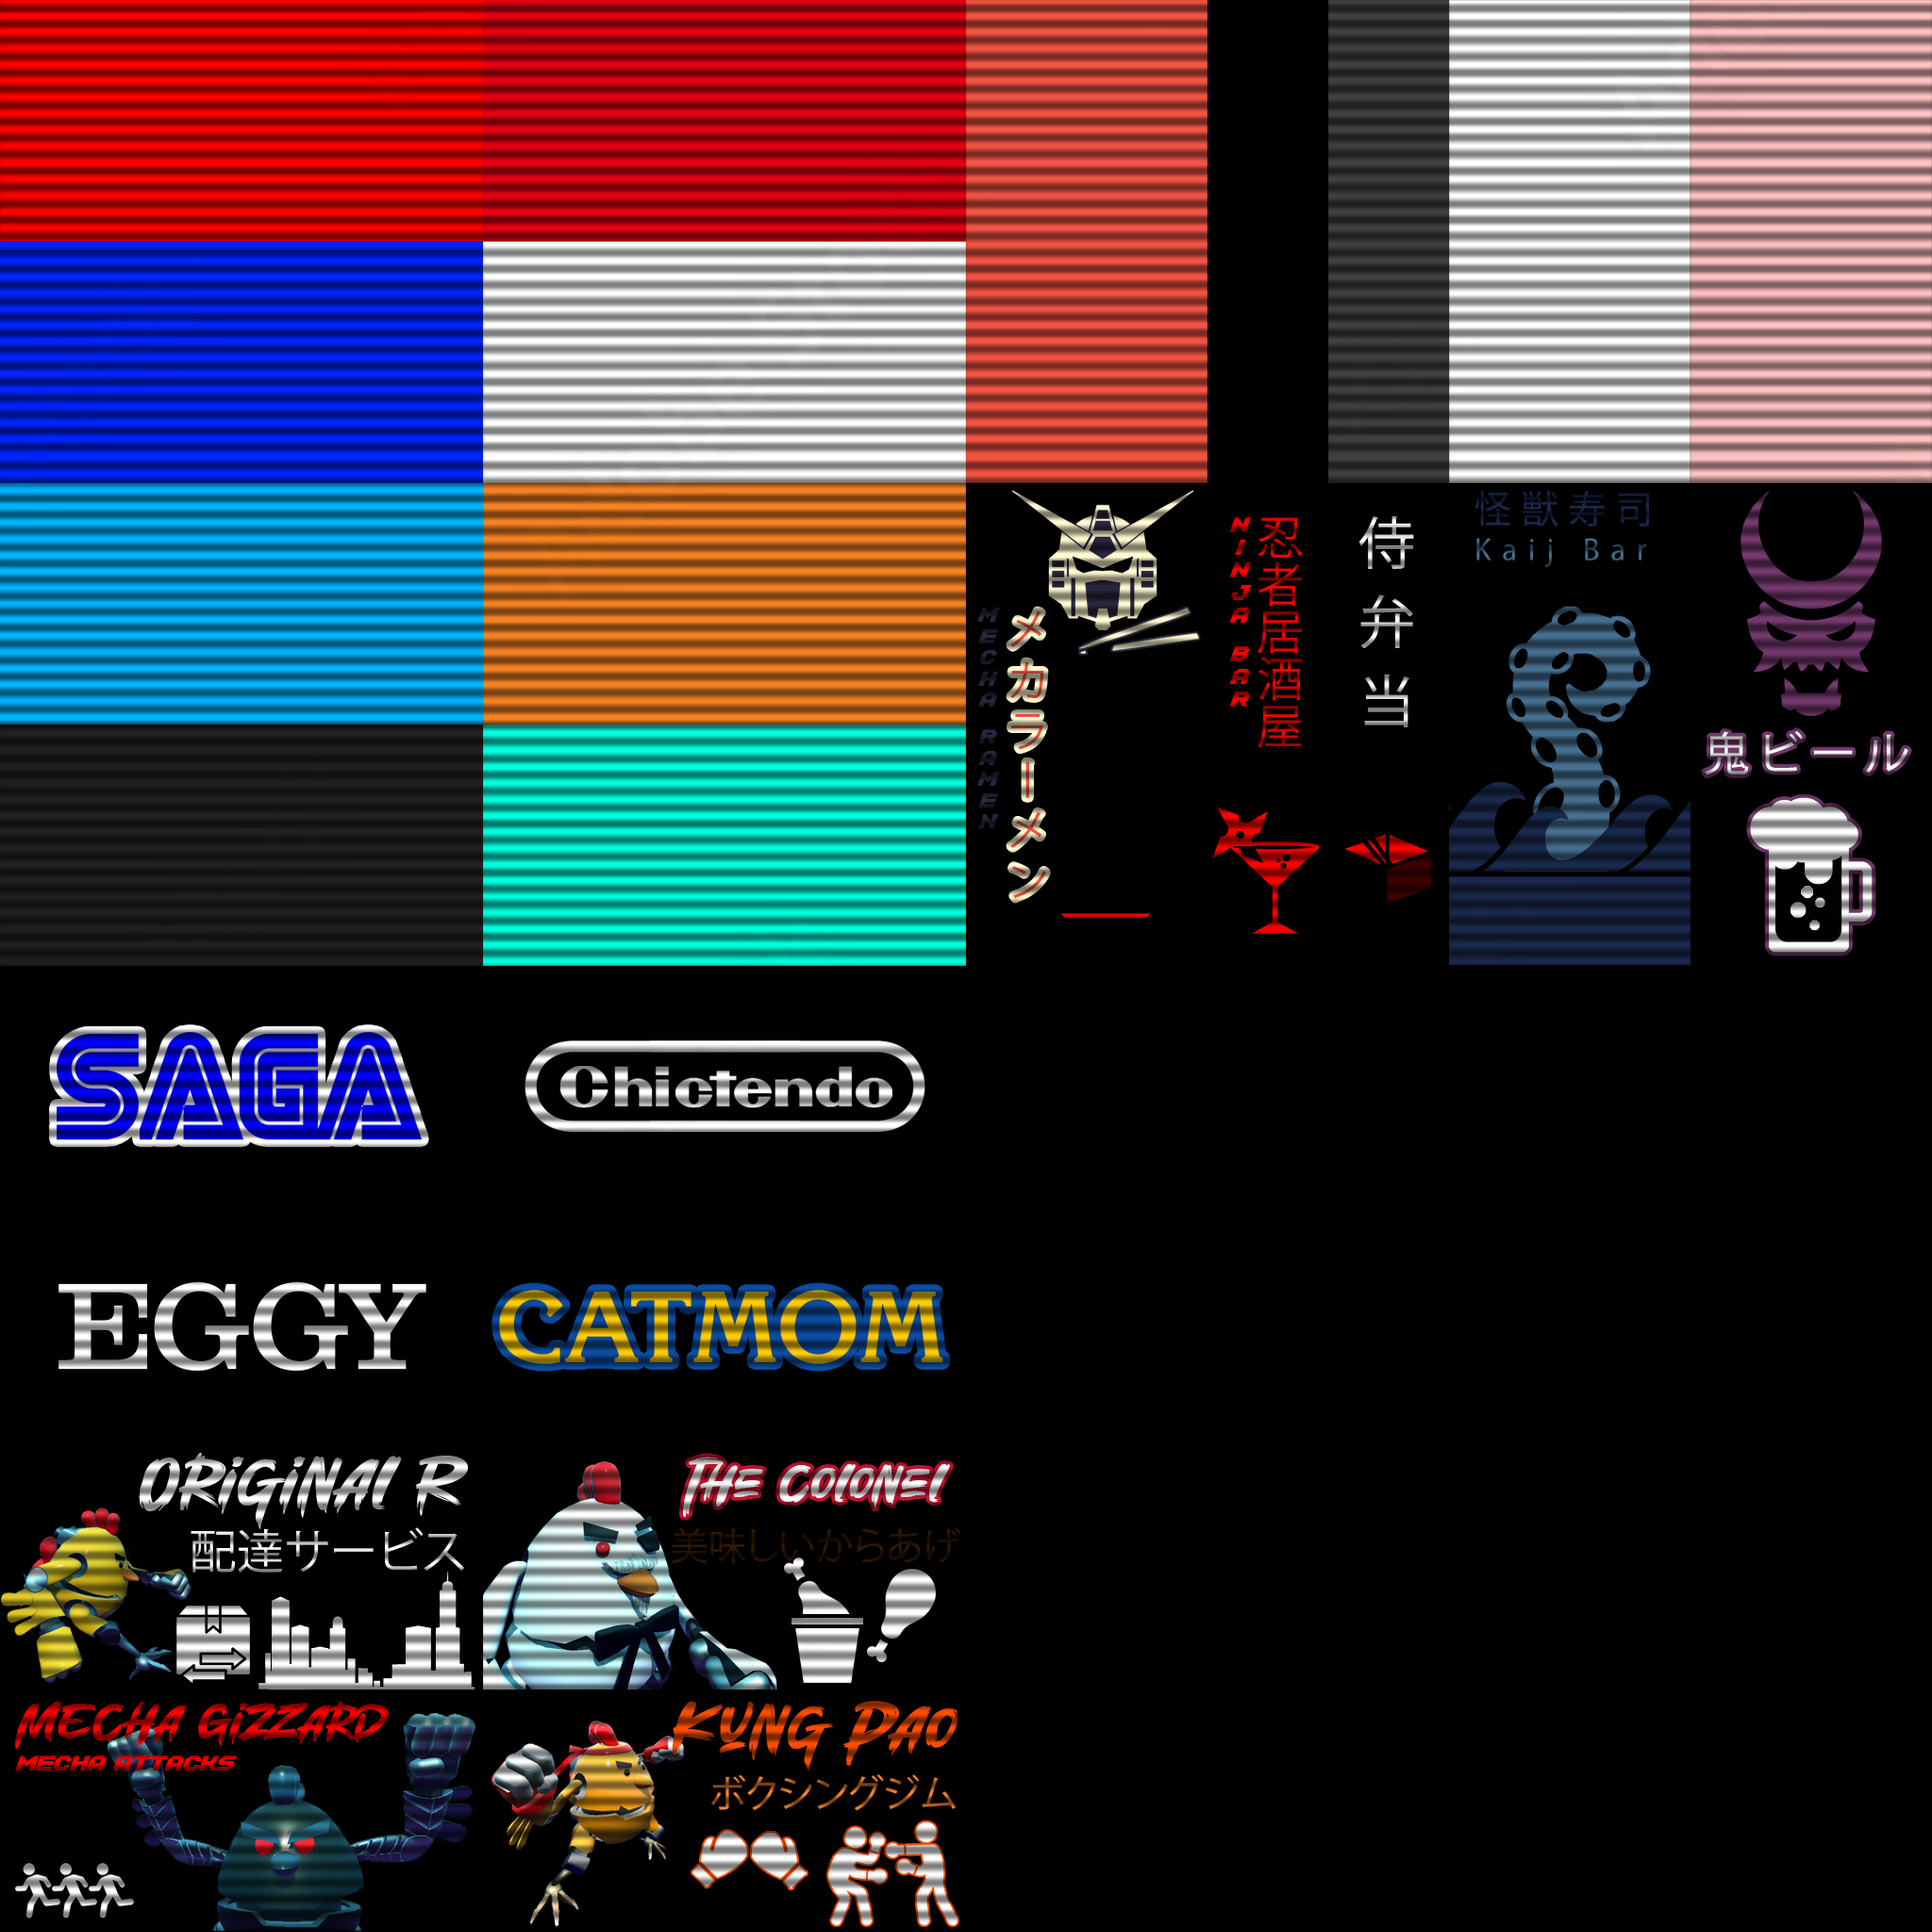 MECHA RAMEN
メカラーメン
NINJA BAR
忍者居酒屋
侍弁当
怪獣寿司
Kaij Bar
鬼ビール
SAGA
Chictendo
EGGY
CATMOM
ORiGiNAl R
配達サービス
THE ColoNEl
美味しいからあげ
MECHA GiZZARD
MECHA ATTACKS
KUNG PAO
ボクシングジム